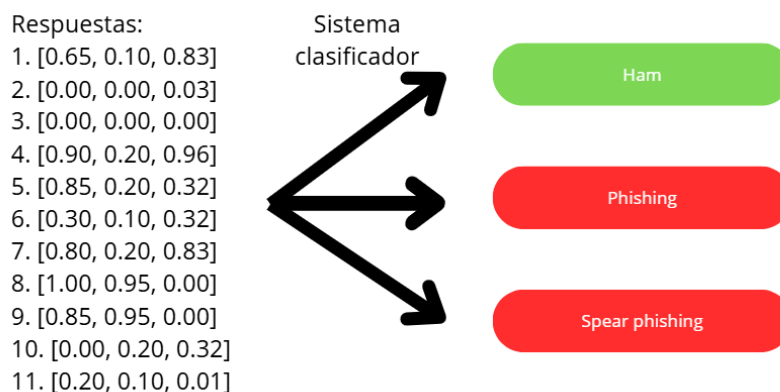 Respuestas:
1. [0.65, 0.10, 0.83]
2. [0.00, 0.00, 0.03]
3. [0.00, 0.00, 0.00]
4. [0.90, 0.20, 0.96]
5. [0.85, 0.20, 0.32]
6. [0.30, 0.10, 0.32]
7. [0.80, 0.20, 0.83]
8. [1.00, 0.95, 0.00]
9. [0.85, 0.95, 0.00]
10. [0.00, 0.20, 0.32]
11. [0.20, 0.10, 0.01]
Sistema
clasificador
Ham
Phishing
Spear phishing